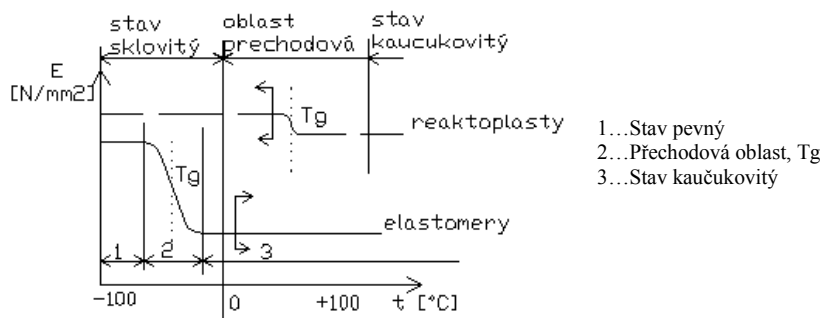 stav
sklovitý
oblast
prechodová
stav
kaucukovitý
E
[N/mm2]
Tg
reaktoplasty
Tg
elastomery
1 2 3
-100 0 +100 t [°C]
1…Stav pevný
2…Přechodová oblast, Tg
3…Stav kaučukovitý